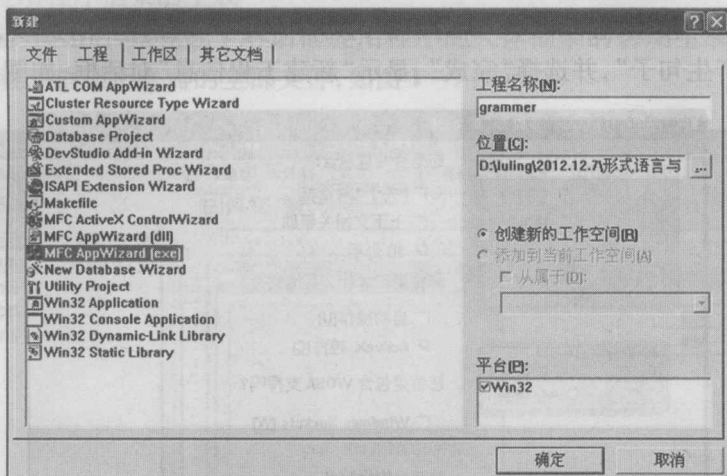 新建
文件 工程 工作区 其它文档
ATL COM AppWizard
Cluster Resource Type Wizard
Custom AppWizard
Database Project
DevStudio Add-in Wizard
Extended Stored Proc Wizard
ISAPI Extension Wizard
Makefile
MFC ActiveX ControlWizard
MFC AppWizard (dll)
MFC AppWizard (exe)
New Database Wizard
Utility Project
Win32 Application
Win32 Console Application
Win32 Dynamic-Link Library
Win32 Static Library
工程名称(N):
grammer
位置(C):
D:\luling\2012.12.7\形式语言与 ...
创建新的工作空间(R)
添加到当前工作空间(A)
从属于(D):
平台(P):
Win32
确定 取消